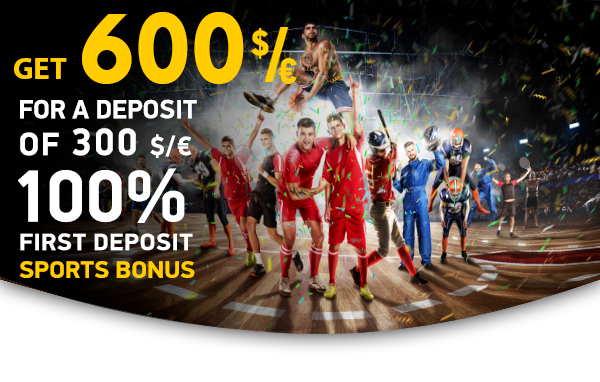 GET 600 $/€
FOR A DEPOSIT
OF 300 $/€
100%
FIRST DEPOSIT
SPORTS BONUS